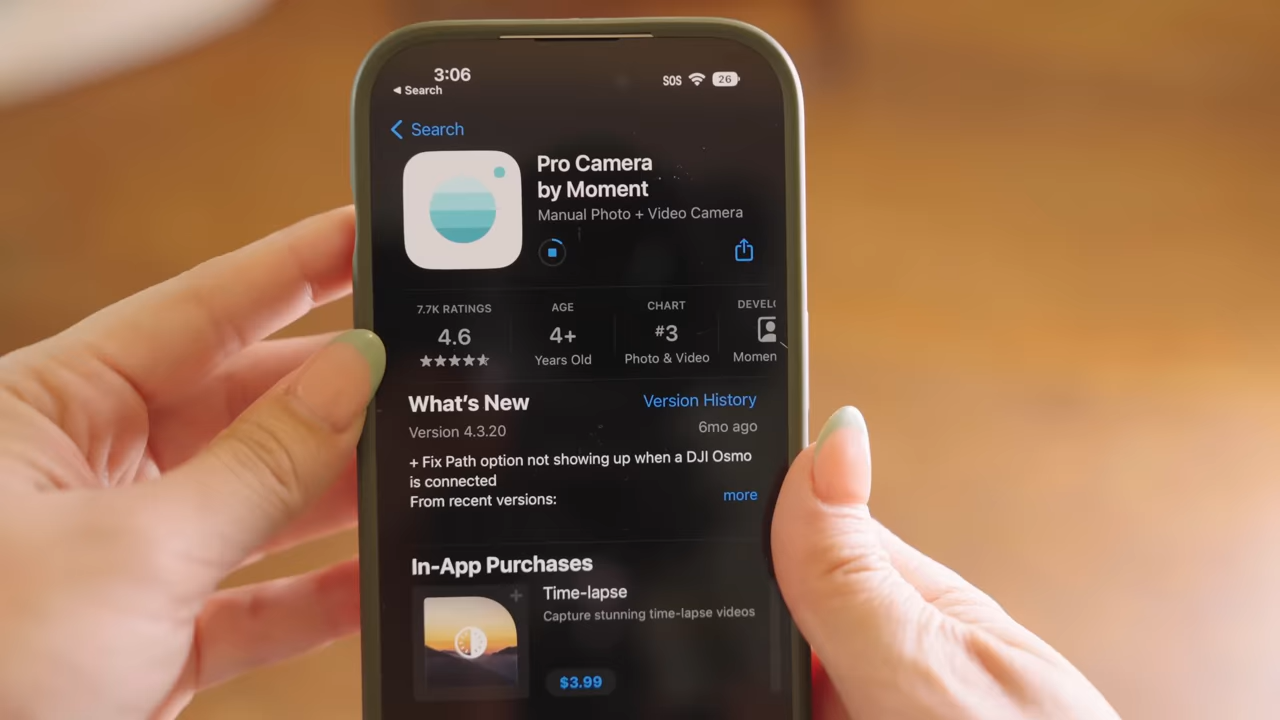 3:06
SOS 26
◀ Search
Search
Pro Camera
by Moment
Manual Photo + Video Camera
7.7K RATINGS
4.6
★★★★★
AGE
4+
Years Old
CHART
#3
Photo & Video
DEVELC
Momen
What's New
Version History
Version 4.3.20
6mo ago
+ Fix Path option not showing up when a DJI Osmo
is connected
From recent versions:
more
In-App Purchases
Time-lapse
Capture stunning time-lapse videos
$3.99